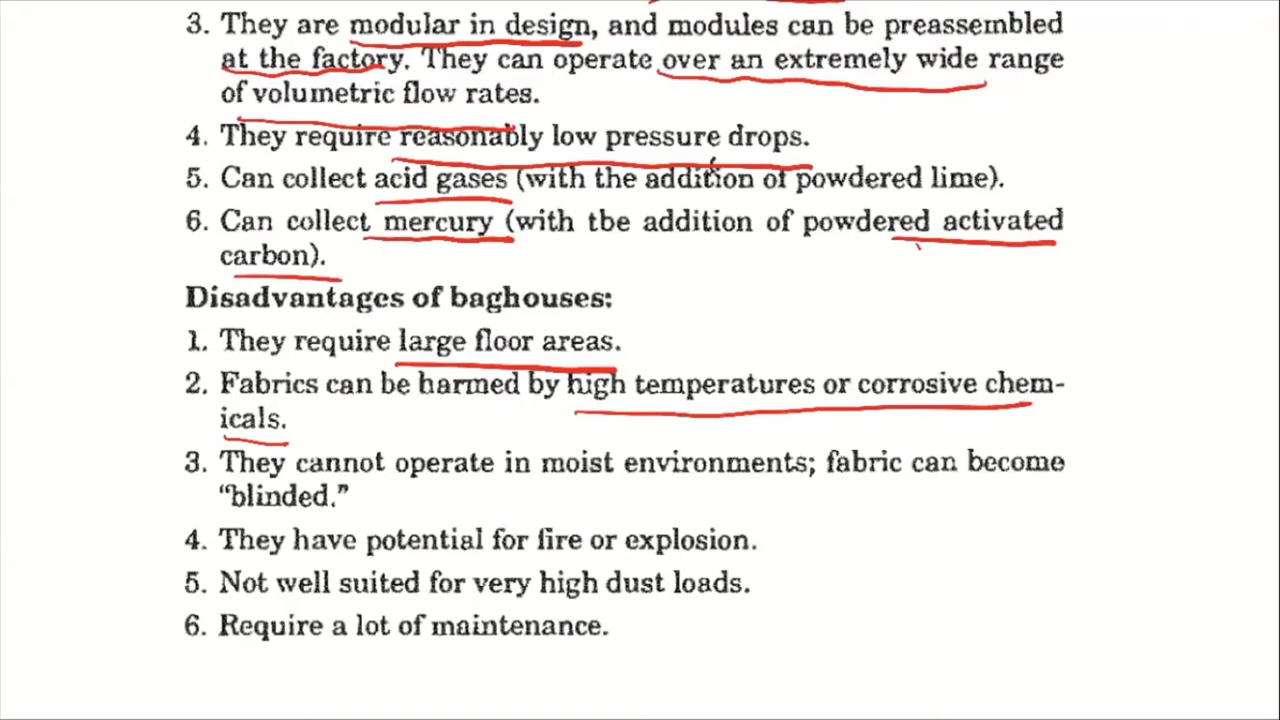 3. They are modular in design, and modules can be preassembled
at the factory. They can operate over an extremely wide range
of volumetric flow rates.
4. They require reasonably low pressure drops.
5. Can collect acid gases (with the addition of powdered lime).
6. Can collect mercury (with tbe addition of powdered activated
carbon).
Disadvantages of baghouses:
1. They require large floor areas.
2. Fabrics can be harmed by high temperatures or corrosive chem-
icals.
3. They cannot operate in moist environments; fabric can become
“blinded.”
4. They have potential for fire or explosion.
5. Not well suited for very high dust loads.
6. Require a lot of maintenance.